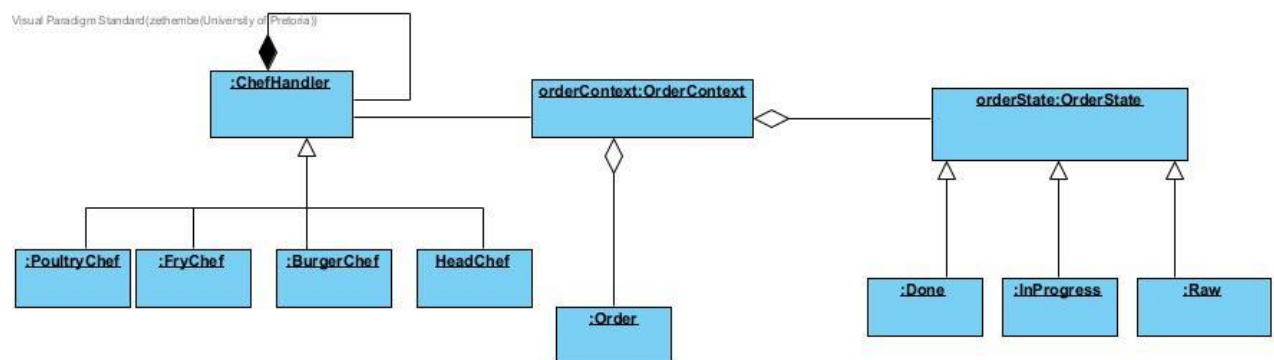 Visual Paradigm Standard(zethembe(University of Pretoria))
:ChefHandler
orderContext:OrderContext
orderState:OrderState
:PoultryChef
:FryChef
:BurgerChef
HeadChef
:Done
:InProgress
:Raw
:Order